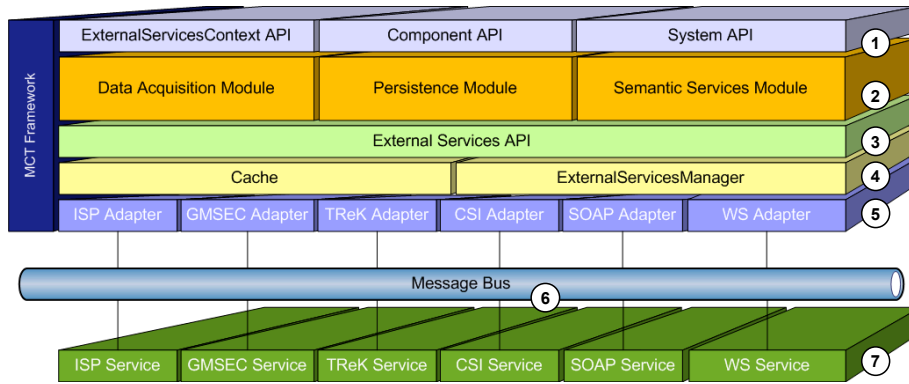 MCT Framework
ExternalServicesContext API
Component API
System API
1
Data Acquisition Module
Persistence Module
Semantic Services Module
2
External Services API
3
Cache
ExternalServicesManager
4
ISP Adapter
GMSEC Adapter
TReK Adapter
CSI Adapter
SOAP Adapter
WS Adapter
5
Message Bus
6
ISP Service
GMSEC Service
TReK Service
CSI Service
SOAP Service
WS Service
7